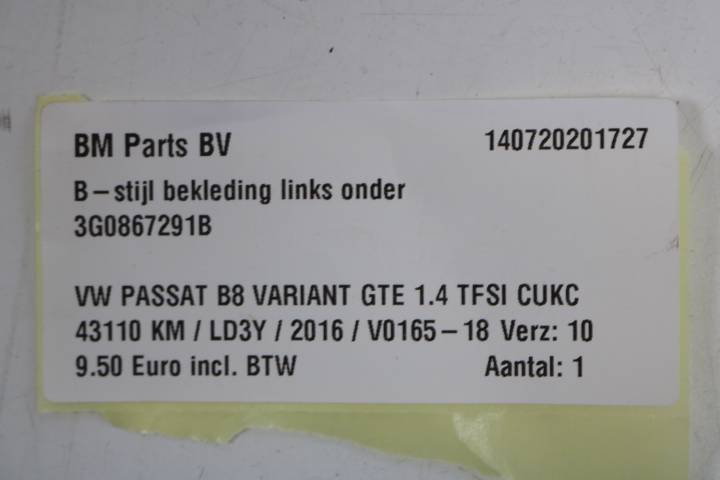 BM Parts BV 140720201727
B-stijl bekleding links onder
3G0867291B
VW PASSAT B8 VARIANT GTE 1.4 TFSI CUKC
43110 KM / LD3Y / 2016 / V0165-18 Verz: 10
9.50 Euro incl. BTW Aantal: 1